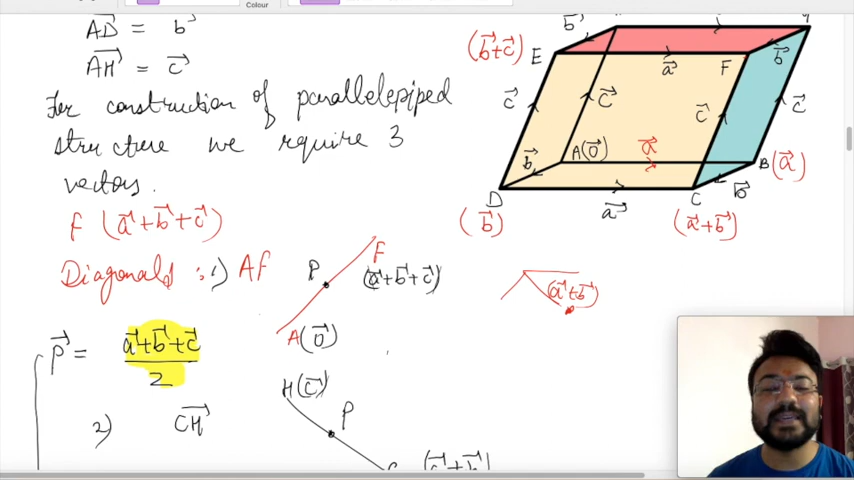 Colour
AD⃗ = b⃗
AH⃗ = c⃗
For construction of parallelepiped
structure we require 3
vectors.
F (a⃗+b⃗+c⃗)
Diagonals :- 1) AF
P⃗ = (a⃗+b⃗+c⃗)/2
2) CH⃗
P
F
(a⃗+b⃗+c⃗)
A(0⃗)
H(c⃗)
P
(a⃗+b⃗)
b⃗
(b⃗+c⃗)
E
a⃗
F
b⃗
c⃗
c⃗
c⃗
c⃗
b⃗
A(0⃗)
a⃗
B(a⃗)
D
a⃗
C
b⃗
(b⃗)
(a⃗+b⃗)
(a⃗+b⃗)